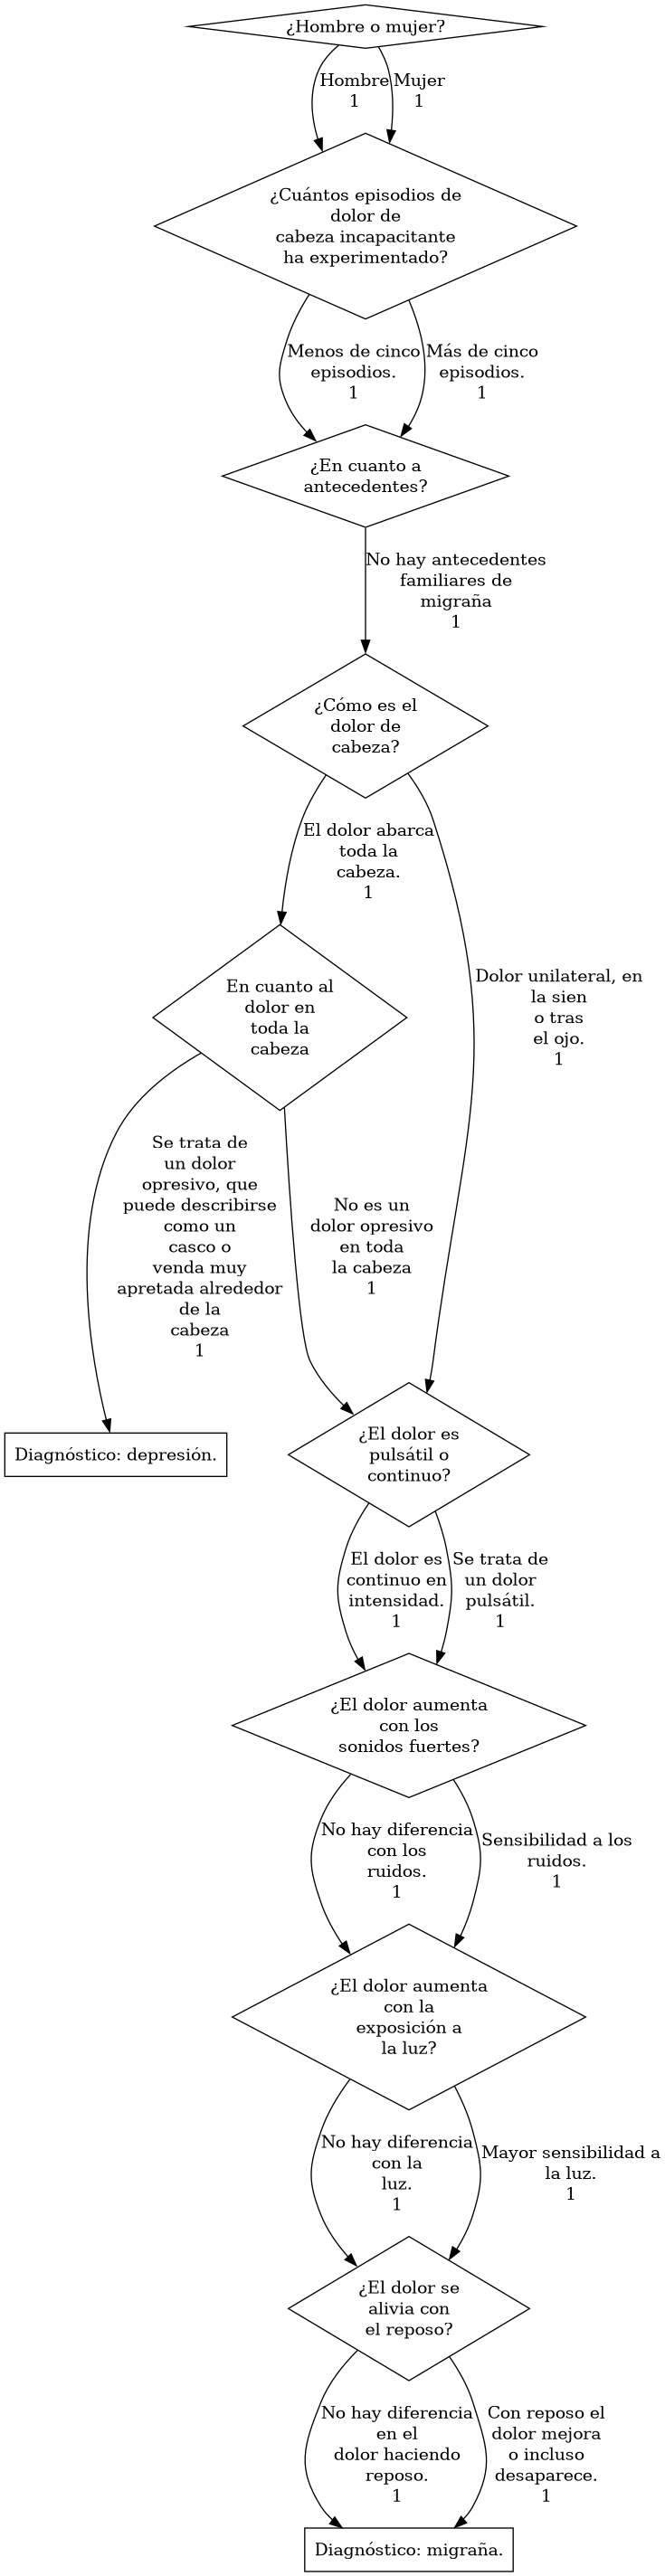 ¿Hombre o mujer?
Hombre
1
Mujer
1
¿Cuántos episodios de
dolor de
cabeza incapacitante
ha experimentado?
Menos de cinco
episodios.
1
Más de cinco
episodios.
1
¿En cuanto a
antecedentes?
No hay antecedentes
familiares de
migraña
1
¿Cómo es el
dolor de
cabeza?
El dolor abarca
toda la
cabeza.
1
Dolor unilateral, en
la sien
o tras
el ojo.
1
En cuanto al
dolor en
toda la
cabeza
Se trata de
un dolor
opresivo, que
puede describirse
como un
casco o
venda muy
apretada alrededor
de la
cabeza
1
No es un
dolor opresivo
en toda
la cabeza
1
Diagnóstico: depresión.
¿El dolor es
pulsátil o
continuo?
El dolor es
continuo en
intensidad.
1
Se trata de
un dolor
pulsátil.
1
¿El dolor aumenta
con los
sonidos fuertes?
No hay diferencia
con los
ruidos.
1
Sensibilidad a los
ruidos.
1
¿El dolor aumenta
con la
exposición a
la luz?
No hay diferencia
con la
luz.
1
Mayor sensibilidad a
la luz.
1
¿El dolor se
alivia con
el reposo?
No hay diferencia
en el
dolor haciendo
reposo.
1
Con reposo el
dolor mejora
o incluso
desaparece.
1
Diagnóstico: migraña.